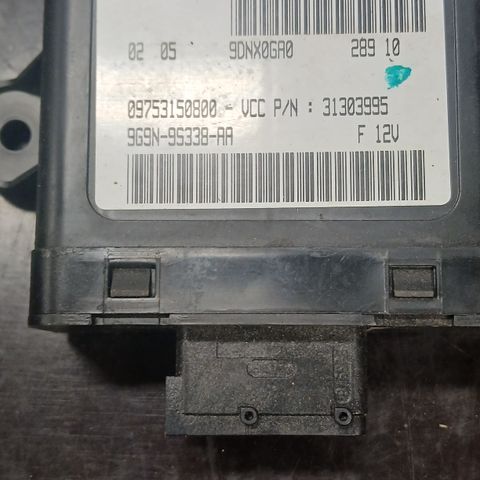 02 05 9DNX0GA0 289 10
09753150800 - VCC P/N : 31303995
9G9N-9S338-AA F 12V